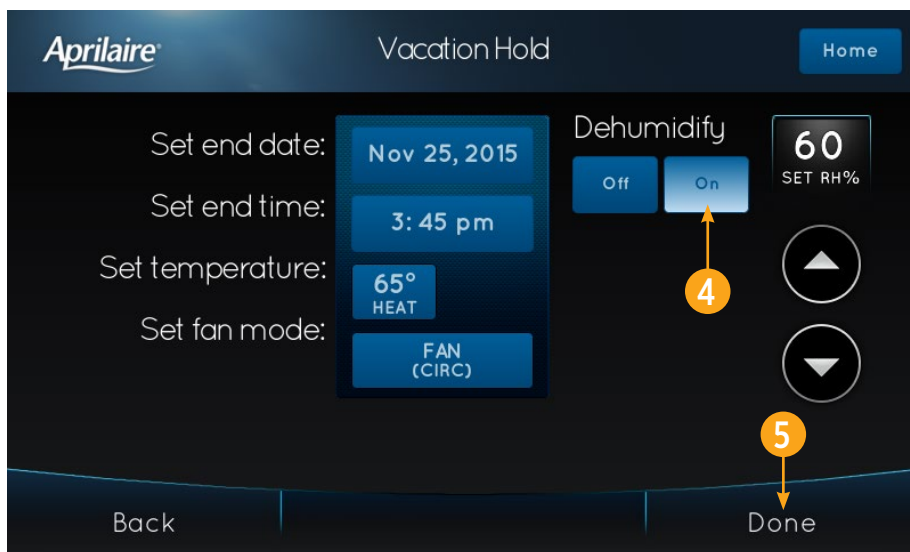 Aprilaire
Vacation Hold
Home
Set end date:
Nov 25, 2015
Set end time:
3: 45 pm
Set temperature:
65°
HEAT
Set fan mode:
FAN
(CIRC)
Dehumidify
Off
On
60
SET RH%
4
5
Back
Done